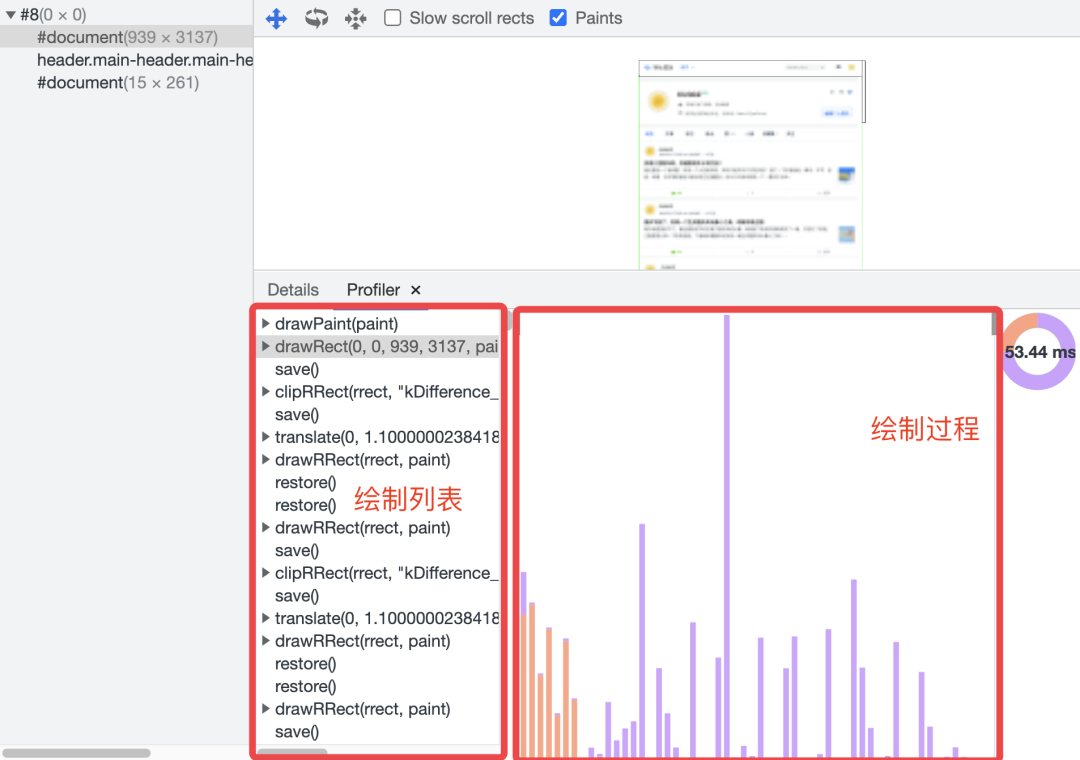 #8(0 × 0)
#document(939 × 3137)
header.main-header.main-he
#document(15 × 261)
Slow scroll rects
Paints
Details
Profiler ×
drawPaint(paint)
drawRect(0, 0, 939, 3137, pai
save()
clipRRect(rrect, "kDifference_
save()
translate(0, 1.1000000238418
drawRRect(rrect, paint)
restore()
restore()
绘制列表
drawRRect(rrect, paint)
save()
clipRRect(rrect, "kDifference_
save()
translate(0, 1.1000000238418
drawRRect(rrect, paint)
restore()
restore()
drawRRect(rrect, paint)
save()
绘制过程
53.44 ms